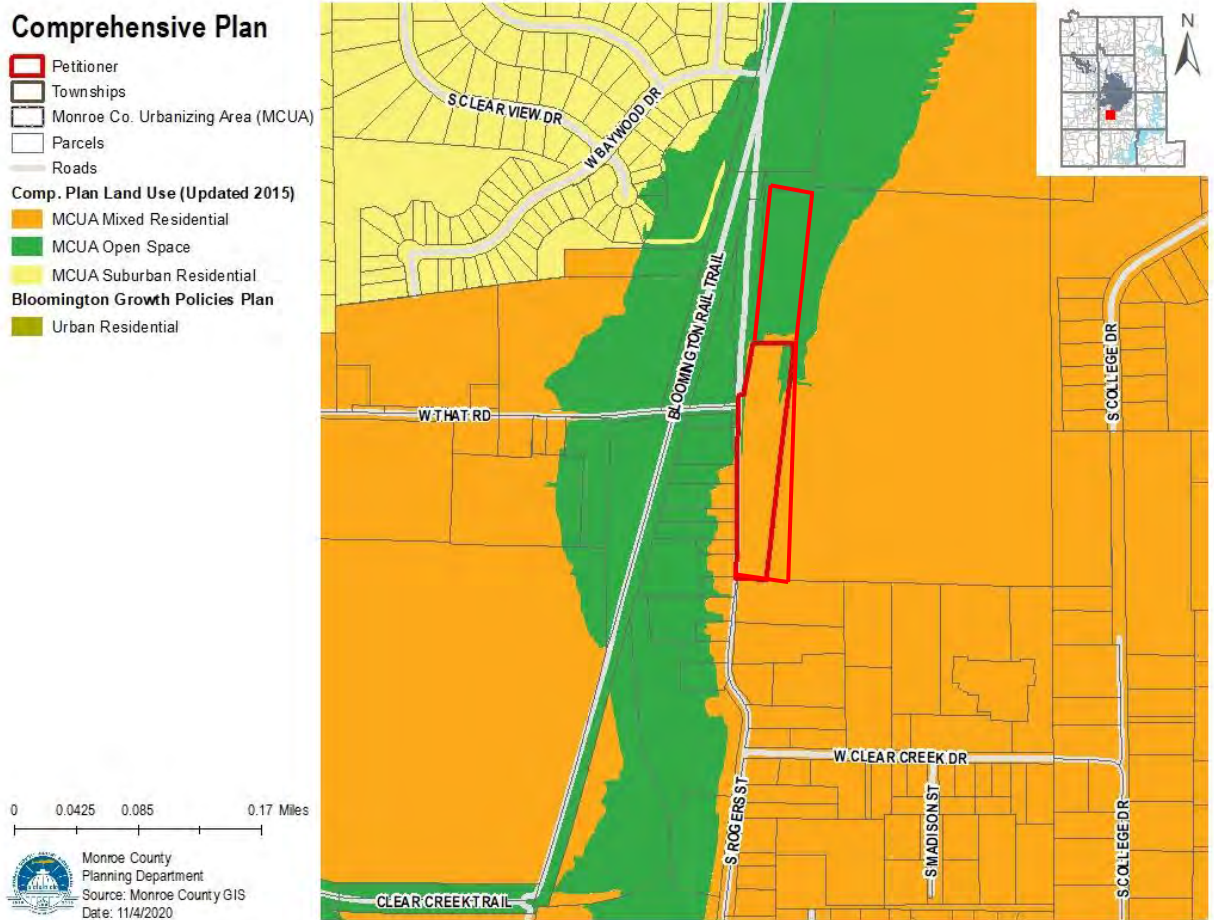 Comprehensive Plan
Petitioner
Townships
Monroe Co. Urbanizing Area (MCUA)
Parcels
Roads
Comp. Plan Land Use (Updated 2015)
MCUA Mixed Residential
MCUA Open Space
MCUA Suburban Residential
Bloomington Growth Policies Plan
Urban Residential
0 0.0425 0.085 0.17 Miles
Monroe County
Planning Department
Source: Monroe County GIS
Date: 11/4/2020
N
S CLEAR VIEW DR
W BAYWOOD DR
BLOOMINGTON RAIL TRAIL
S COLLEGE DR
W THAT RD
W CLEAR CREEK DR
S ROGERS ST
S MADISON ST
S COLLEGE DR
CLEAR CREEK TRAIL